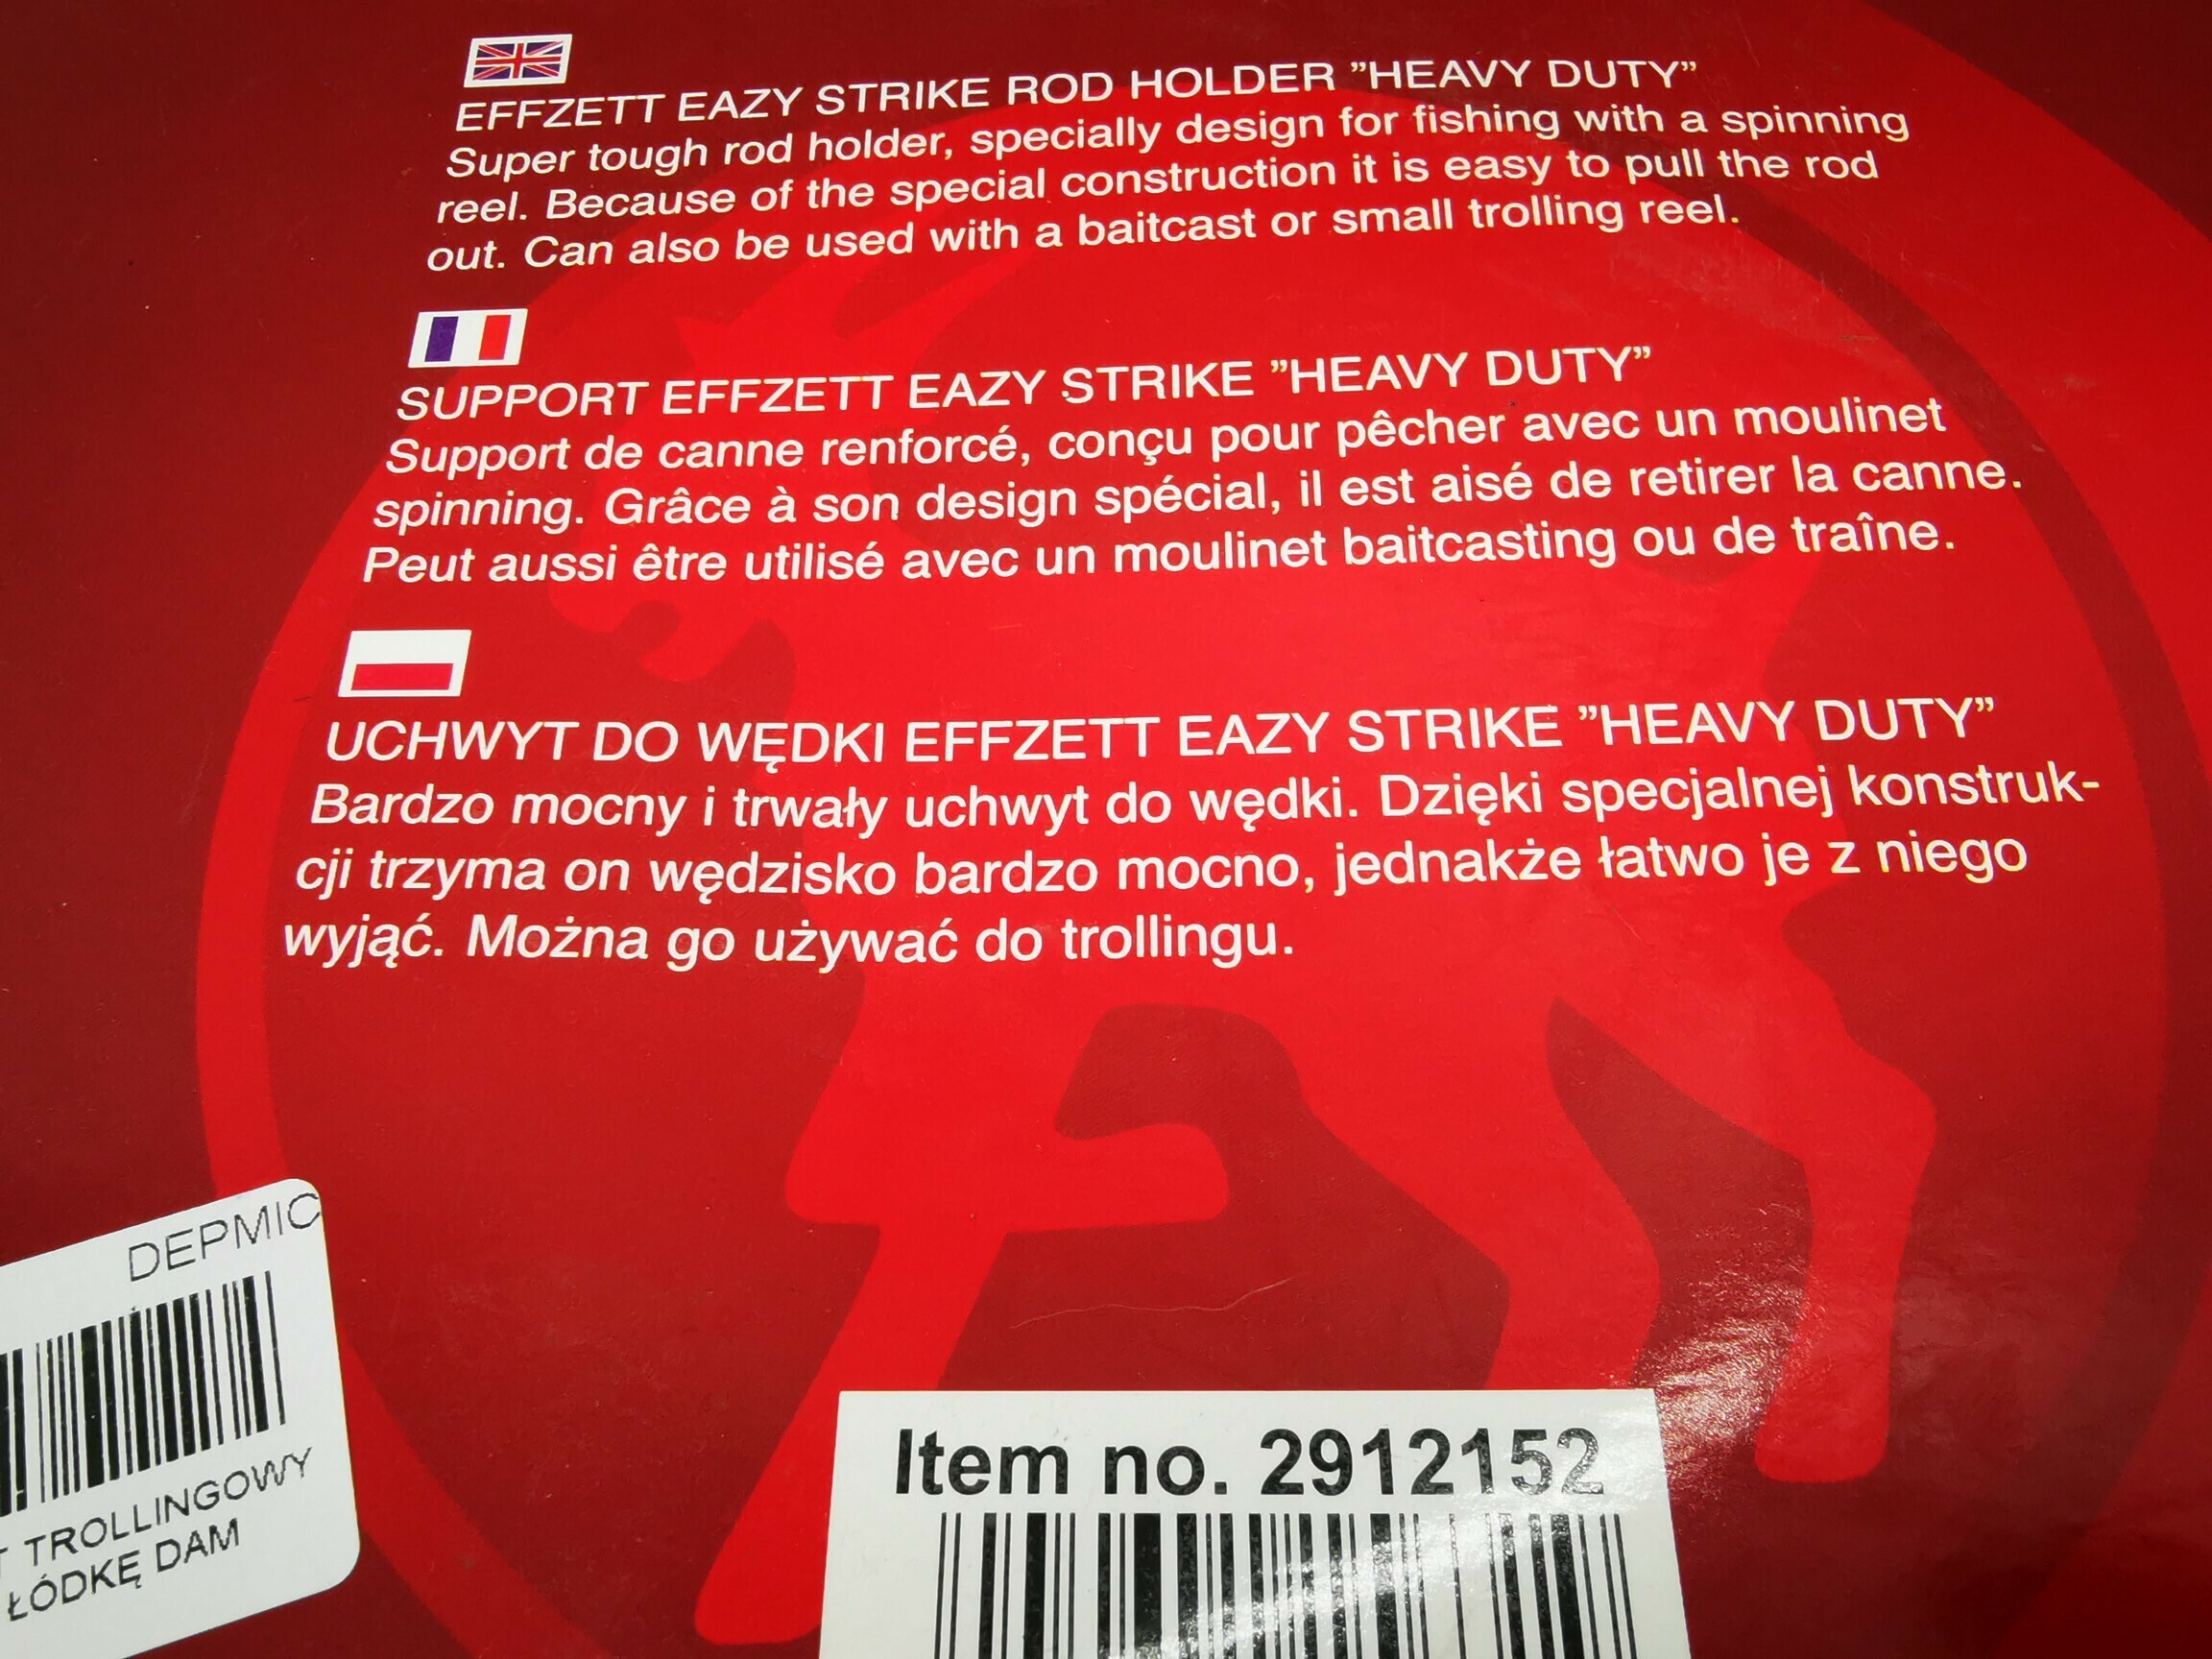 EFFZETT EAZY STRIKE ROD HOLDER ”HEAVY DUTY”
Super tough rod holder, specially design for fishing with a spinning
reel. Because of the special construction it is easy to pull the rod
out. Can also be used with a baitcast or small trolling reel.
SUPPORT EFFZETT EAZY STRIKE ”HEAVY DUTY”
Support de canne renforcé, conçu pour pêcher avec un moulinet
spinning. Grâce à son design spécial, il est aisé de retirer la canne.
Peut aussi être utilisé avec un moulinet baitcasting ou de traîne.
UCHWYT DO WĘDKI EFFZETT EAZY STRIKE ”HEAVY DUTY”
Bardzo mocny i trwały uchwyt do wędki. Dzięki specjalnej konstruk-
cji trzyma on wędzisko bardzo mocno, jednakże łatwo je z niego
wyjąć. Można go używać do trollingu.
DEPMIC
TROLLINGOWY
ŁÓDKĘ DAM
Item no. 2912152